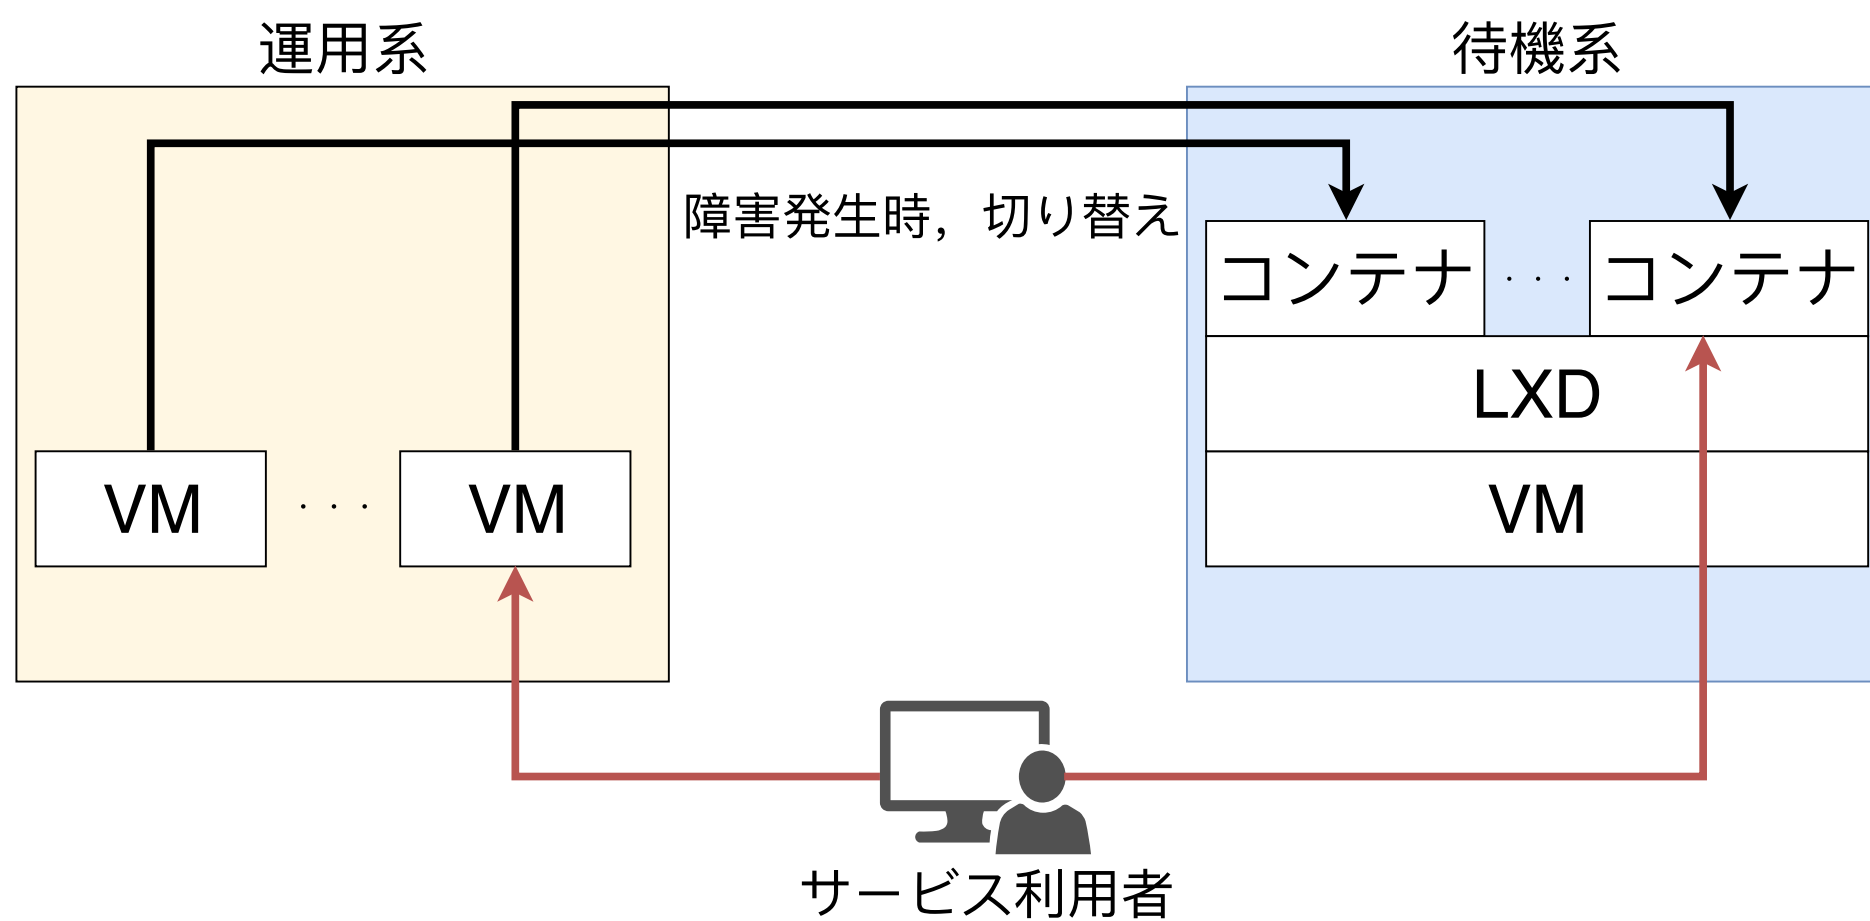 運用系
待機系
障害発生時，切り替え
コンテナ
・・・
コンテナ
LXD
VM
・・・
VM
VM
サービス利用者